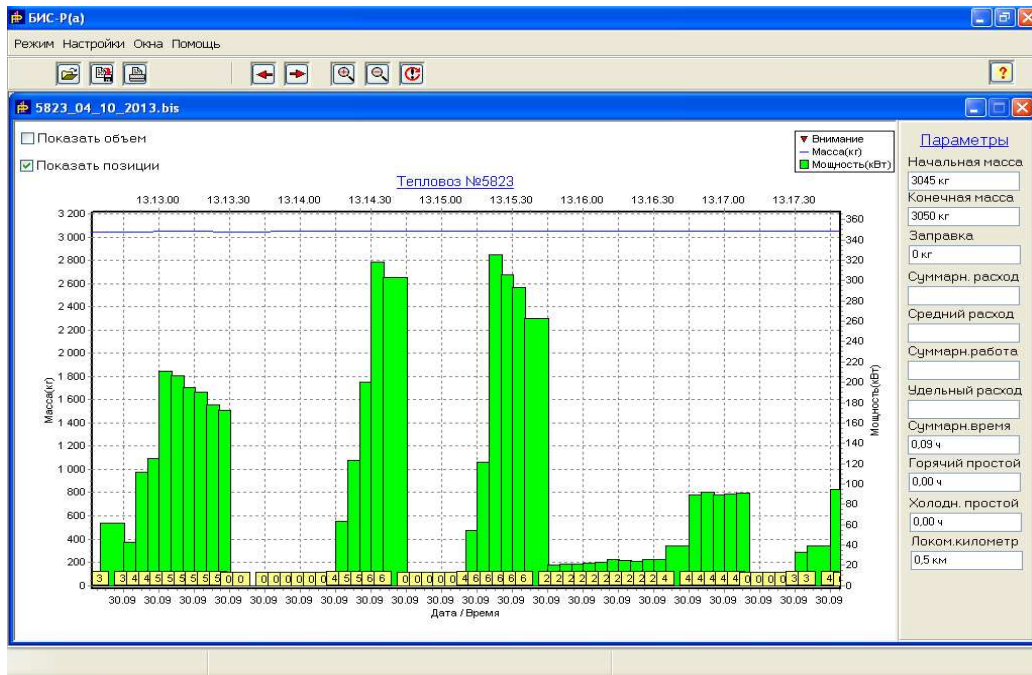 БИС-Р(а)
Режим Настройки Окна Помощь
5823_04_10_2013.bis
Показать объем
Показать позиции
Тепловоз №5823
Внимание
Масса(кг)
Мощность(кВт)
13.13.00 13.13.30 13.14.00 13.14.30 13.15.00 13.15.30 13.16.00 13.16.30 13.17.00 13.17.30
3 200
3 000
2 800
2 600
2 400
2 200
2 000
1 800
1 600
1 400
1 200
1 000
800
600
400
200
0
Масса(кг)
360
340
320
300
280
260
240
220
200
180
160
140
120
100
80
60
40
20
0
Мощность(кВт)
3 3 4 4 5 5 5 5 5 5 0 0 0 0 0 0 0 0 4 5 5 6 6 0 0 0 0 0 4 6 6 6 6 6 2 2 2 2 2 2 2 2 2 2 4 4 4 4 4 4 0 0 0 0 3 3 4
30.09 30.09 30.09 30.09 30.09 30.09 30.09 30.09 30.09 30.09 30.09 30.09 30.09 30.09 30.09 30.09 30.09 30.09 30.09 30.09 30.09
Дата / Время
Параметры
Начальная масса
3045 кг
Конечная масса
3050 кг
Заправка
0 кг
Суммарн. расход
Средний расход
Суммарн.работа
Удельный расход
Суммарн.время
0,09 ч
Горячий простой
0,00 ч
Холодн. простой
0,00 ч
Локом.километр
0,5 км